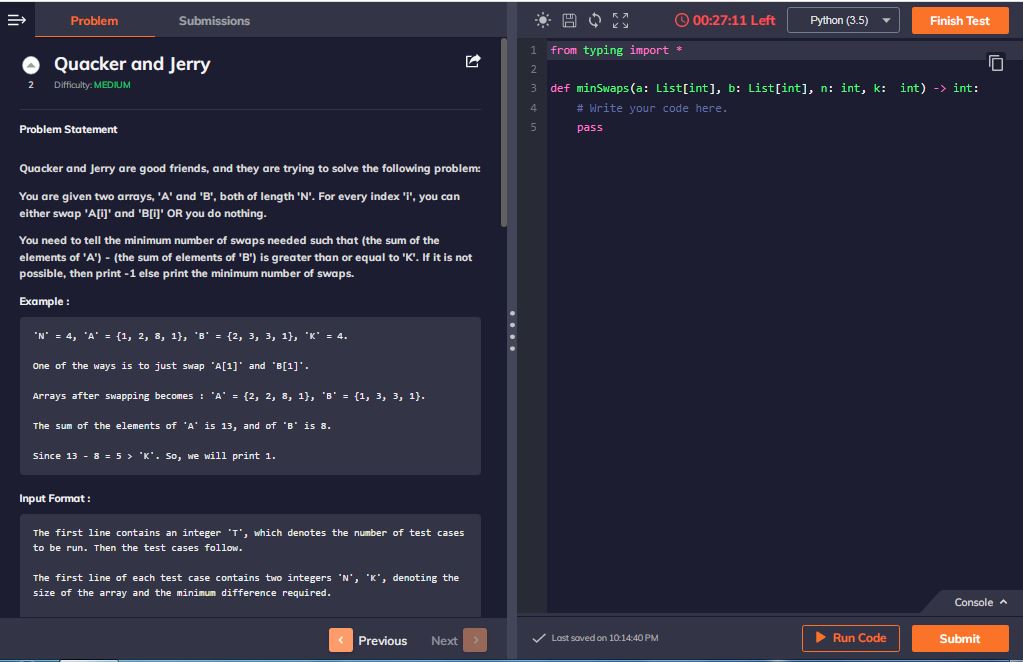 Problem
Submissions
00:27:11 Left
Python (3.5)
Finish Test
Quacker and Jerry
2
Difficulty: MEDIUM
Problem Statement
Quacker and Jerry are good friends, and they are trying to solve the following problem:
You are given two arrays, 'A' and 'B', both of length 'N'. For every index 'i', you can
either swap 'A[i]' and 'B[i]' OR you do nothing.
You need to tell the minimum number of swaps needed such that (the sum of the
elements of 'A') - (the sum of elements of 'B') is greater than or equal to 'K'. If it is not
possible, then print -1 else print the minimum number of swaps.
Example :
'N' = 4, 'A' = {1, 2, 8, 1}, 'B' = {2, 3, 3, 1}, 'K' = 4.
One of the ways is to just swap 'A[1]' and 'B[1]'.
Arrays after swapping becomes : 'A' = {2, 2, 8, 1}, 'B' = {1, 3, 3, 1}.
The sum of the elements of 'A' is 13, and of 'B' is 8.
Since 13 - 8 = 5 > 'K'. So, we will print 1.
Input Format :
The first line contains an integer 'T', which denotes the number of test cases
to be run. Then the test cases follow.
The first line of each test case contains two integers 'N', 'K', denoting the
size of the array and the minimum difference required.
Previous
Next
1 from typing import *
2
3 def minSwaps(a: List[int], b: List[int], n: int, k:  int) -> int:
4     # Write your code here.
5     pass
Console
Last saved on 10:14:40 PM
Run Code
Submit